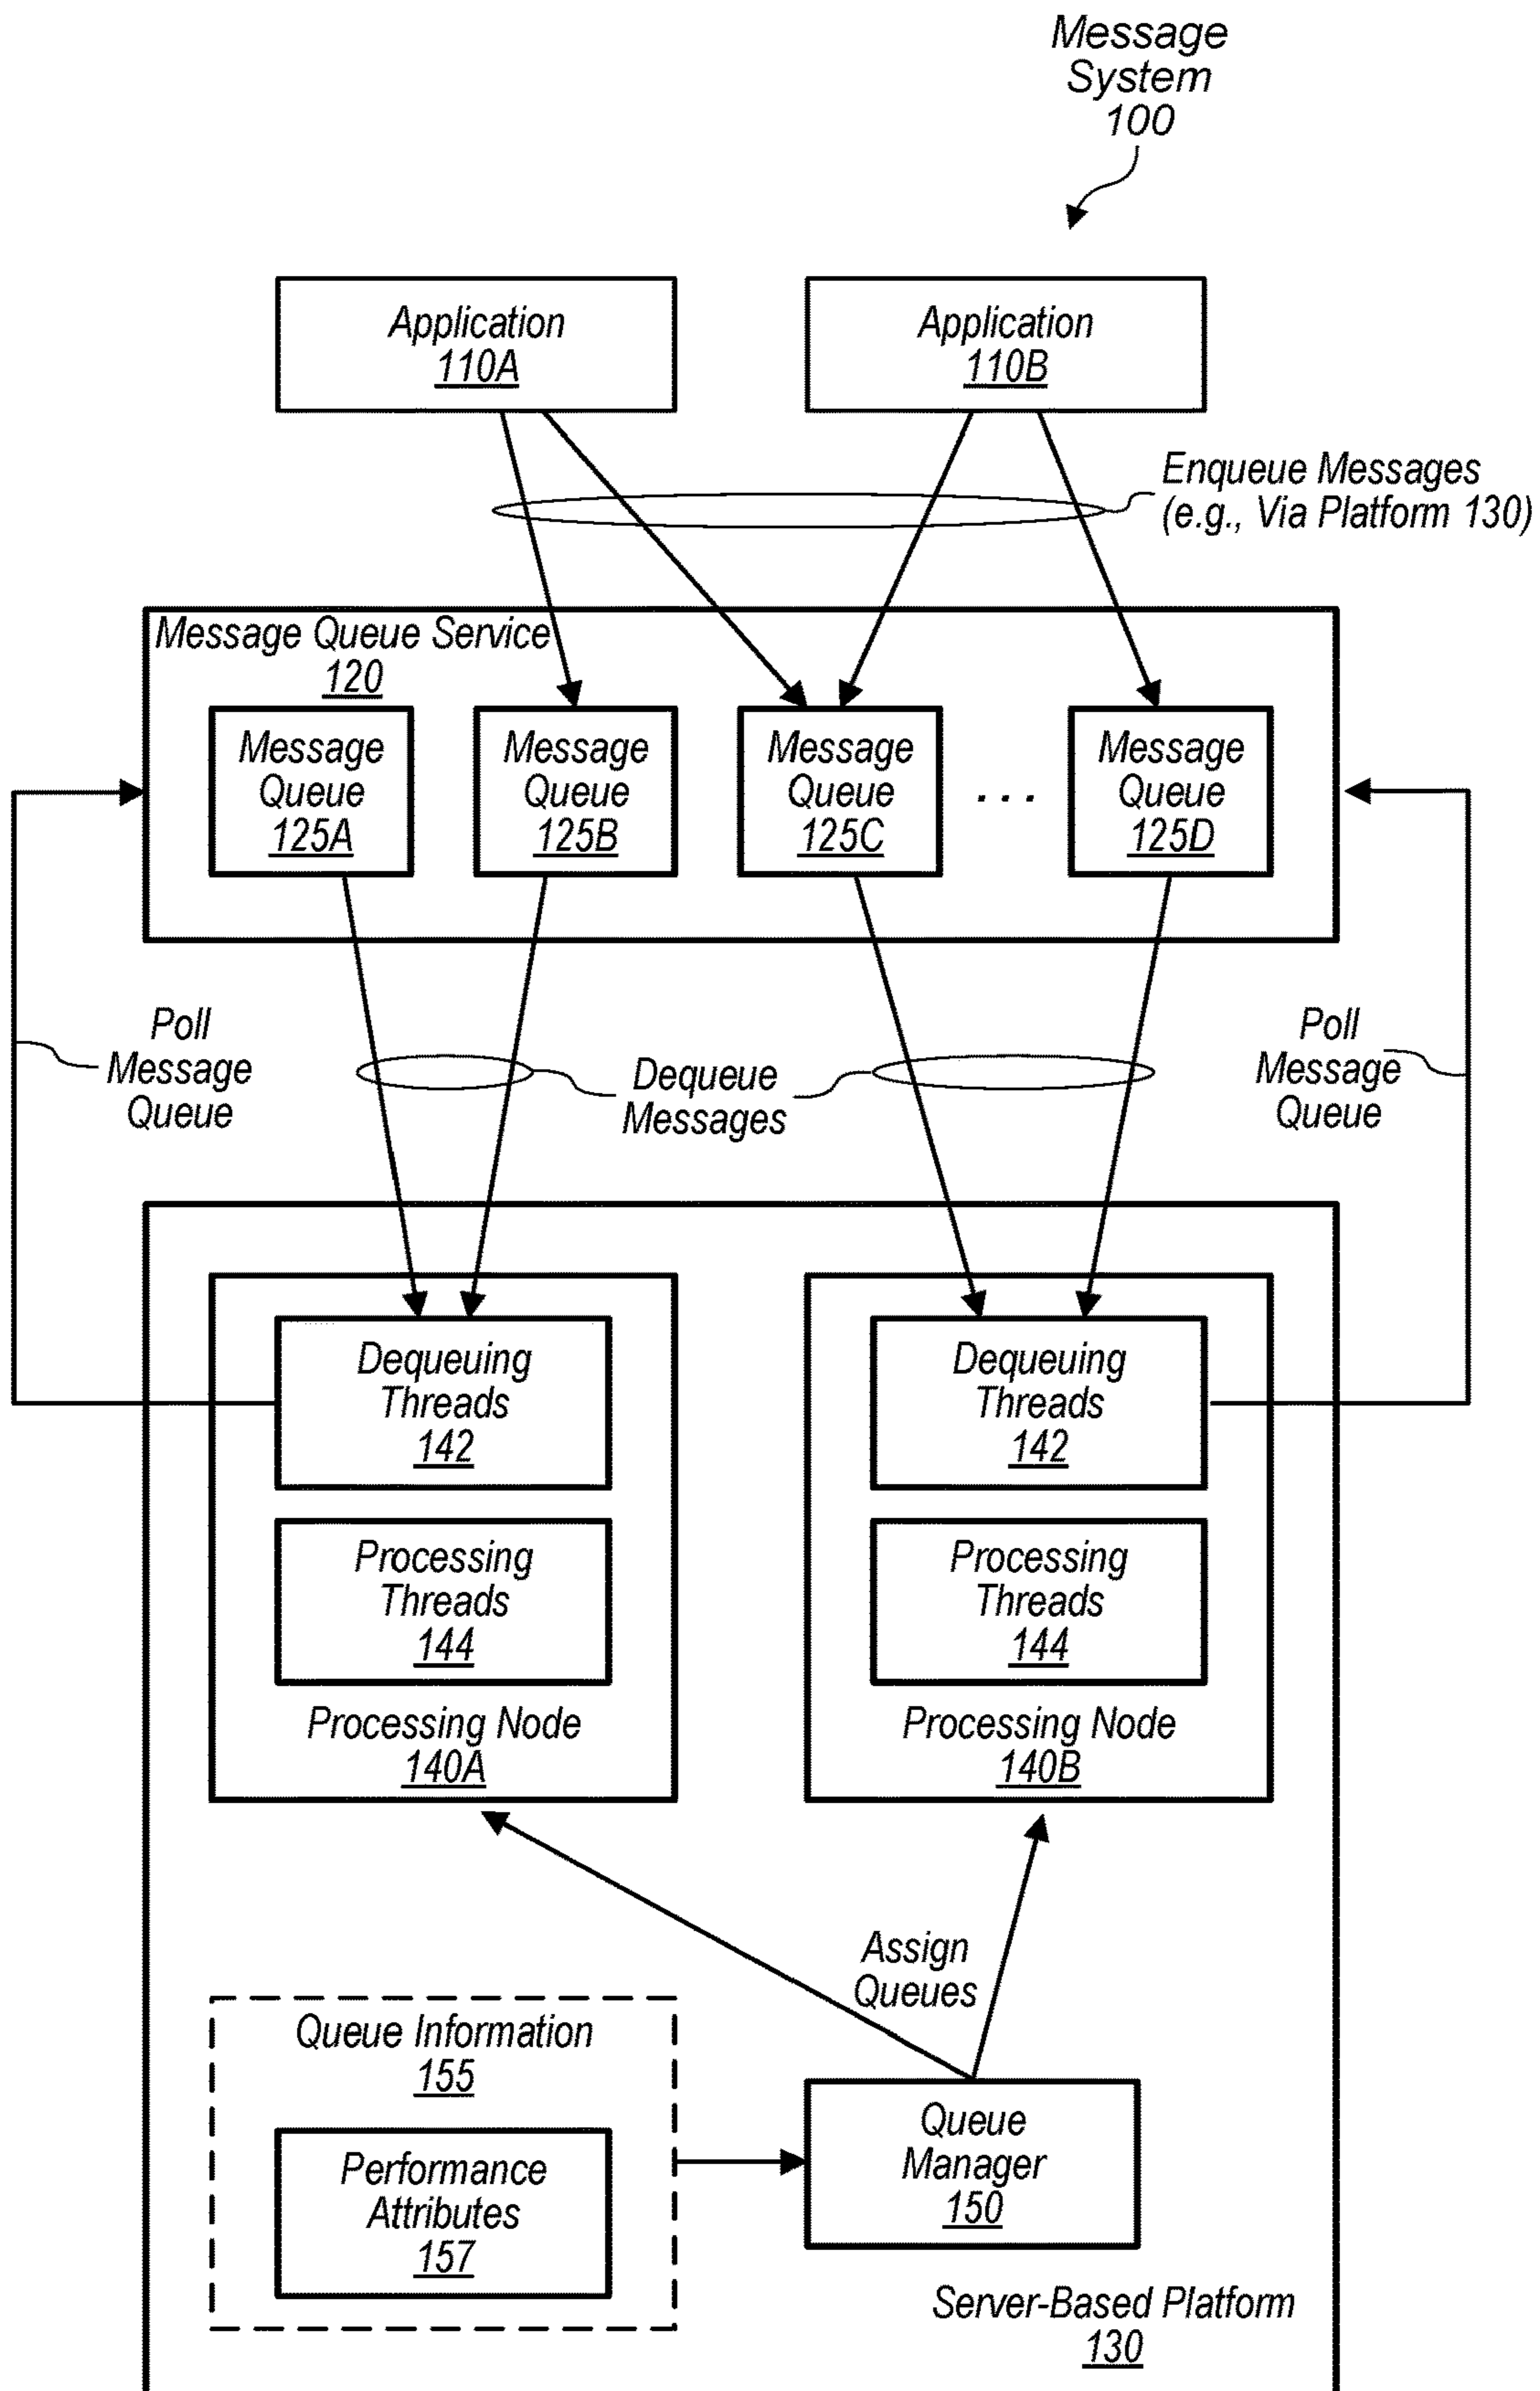 Message
System
100
Application
110A
Application
110B
Enqueue Messages
(e.g., Via Platform 130)
Message Queue Service
120
Message
Queue
125A
Message
Queue
125B
Message
Queue
125C
...
Message
Queue
125D
Poll
Message
Queue
Dequeue
Messages
Poll
Message
Queue
Dequeuing
Threads
142
Processing
Threads
144
Processing Node
140A
Dequeuing
Threads
142
Processing
Threads
144
Processing Node
140B
Assign
Queues
Queue Information
155
Performance
Attributes
157
Queue
Manager
150
Server-Based Platform
130